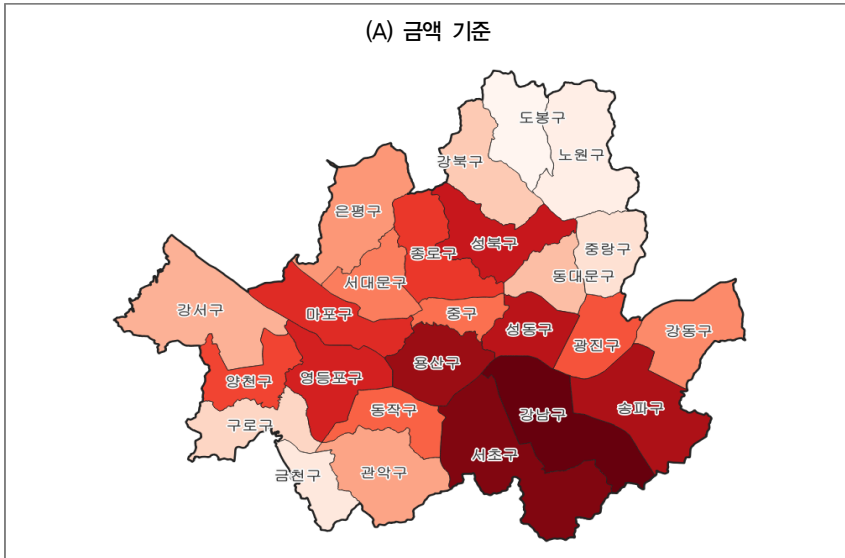 (A) 금액 기준
도봉구
강북구
노원구
은평구
종로구
성북구
중랑구
서대문구
동대문구
강서구
마포구
중구
성동구
광진구
강동구
용산구
양천구
영등포구
동작구
송파구
강남구
구로구
서초구
금천구
관악구